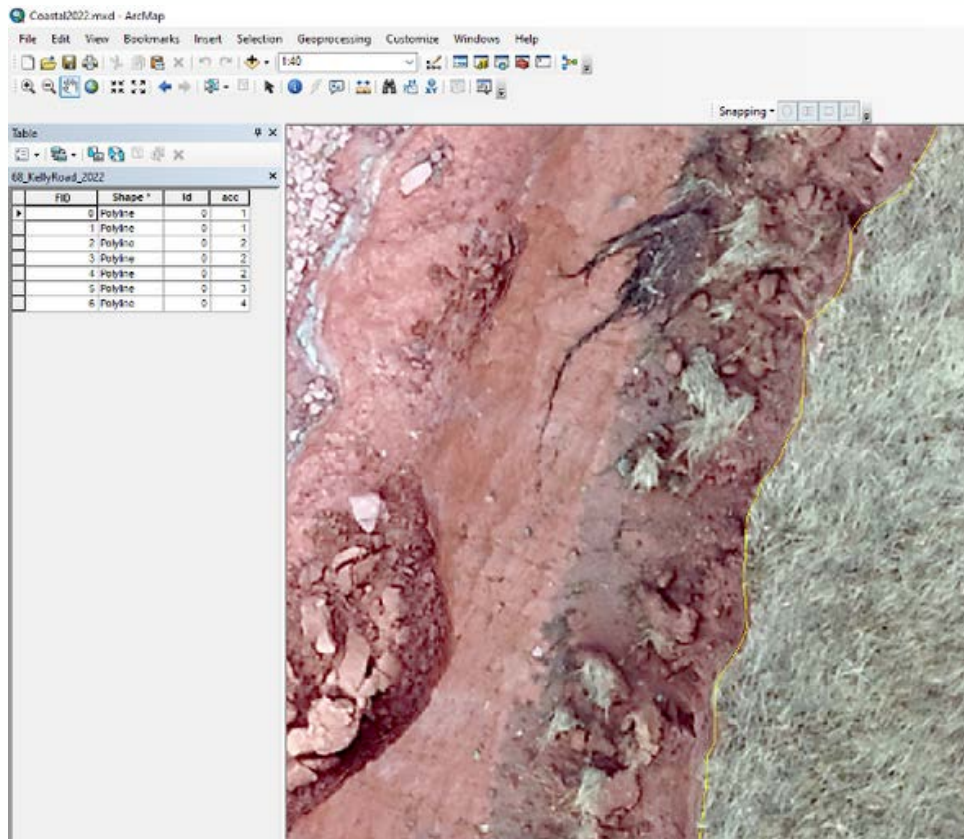 Coastal2022.mxd - ArcMap
File Edit View Bookmarks Insert Selection Geoprocessing Customize Windows Help
1:40
Snapping
Table
68_KellyRoad_2022
FID Shape * Id acc
0 Polyline 0 1
1 Polyline 0 1
2 Polyline 0 2
3 Polyline 0 2
4 Polyline 0 2
5 Polyline 0 3
6 Polyline 0 4